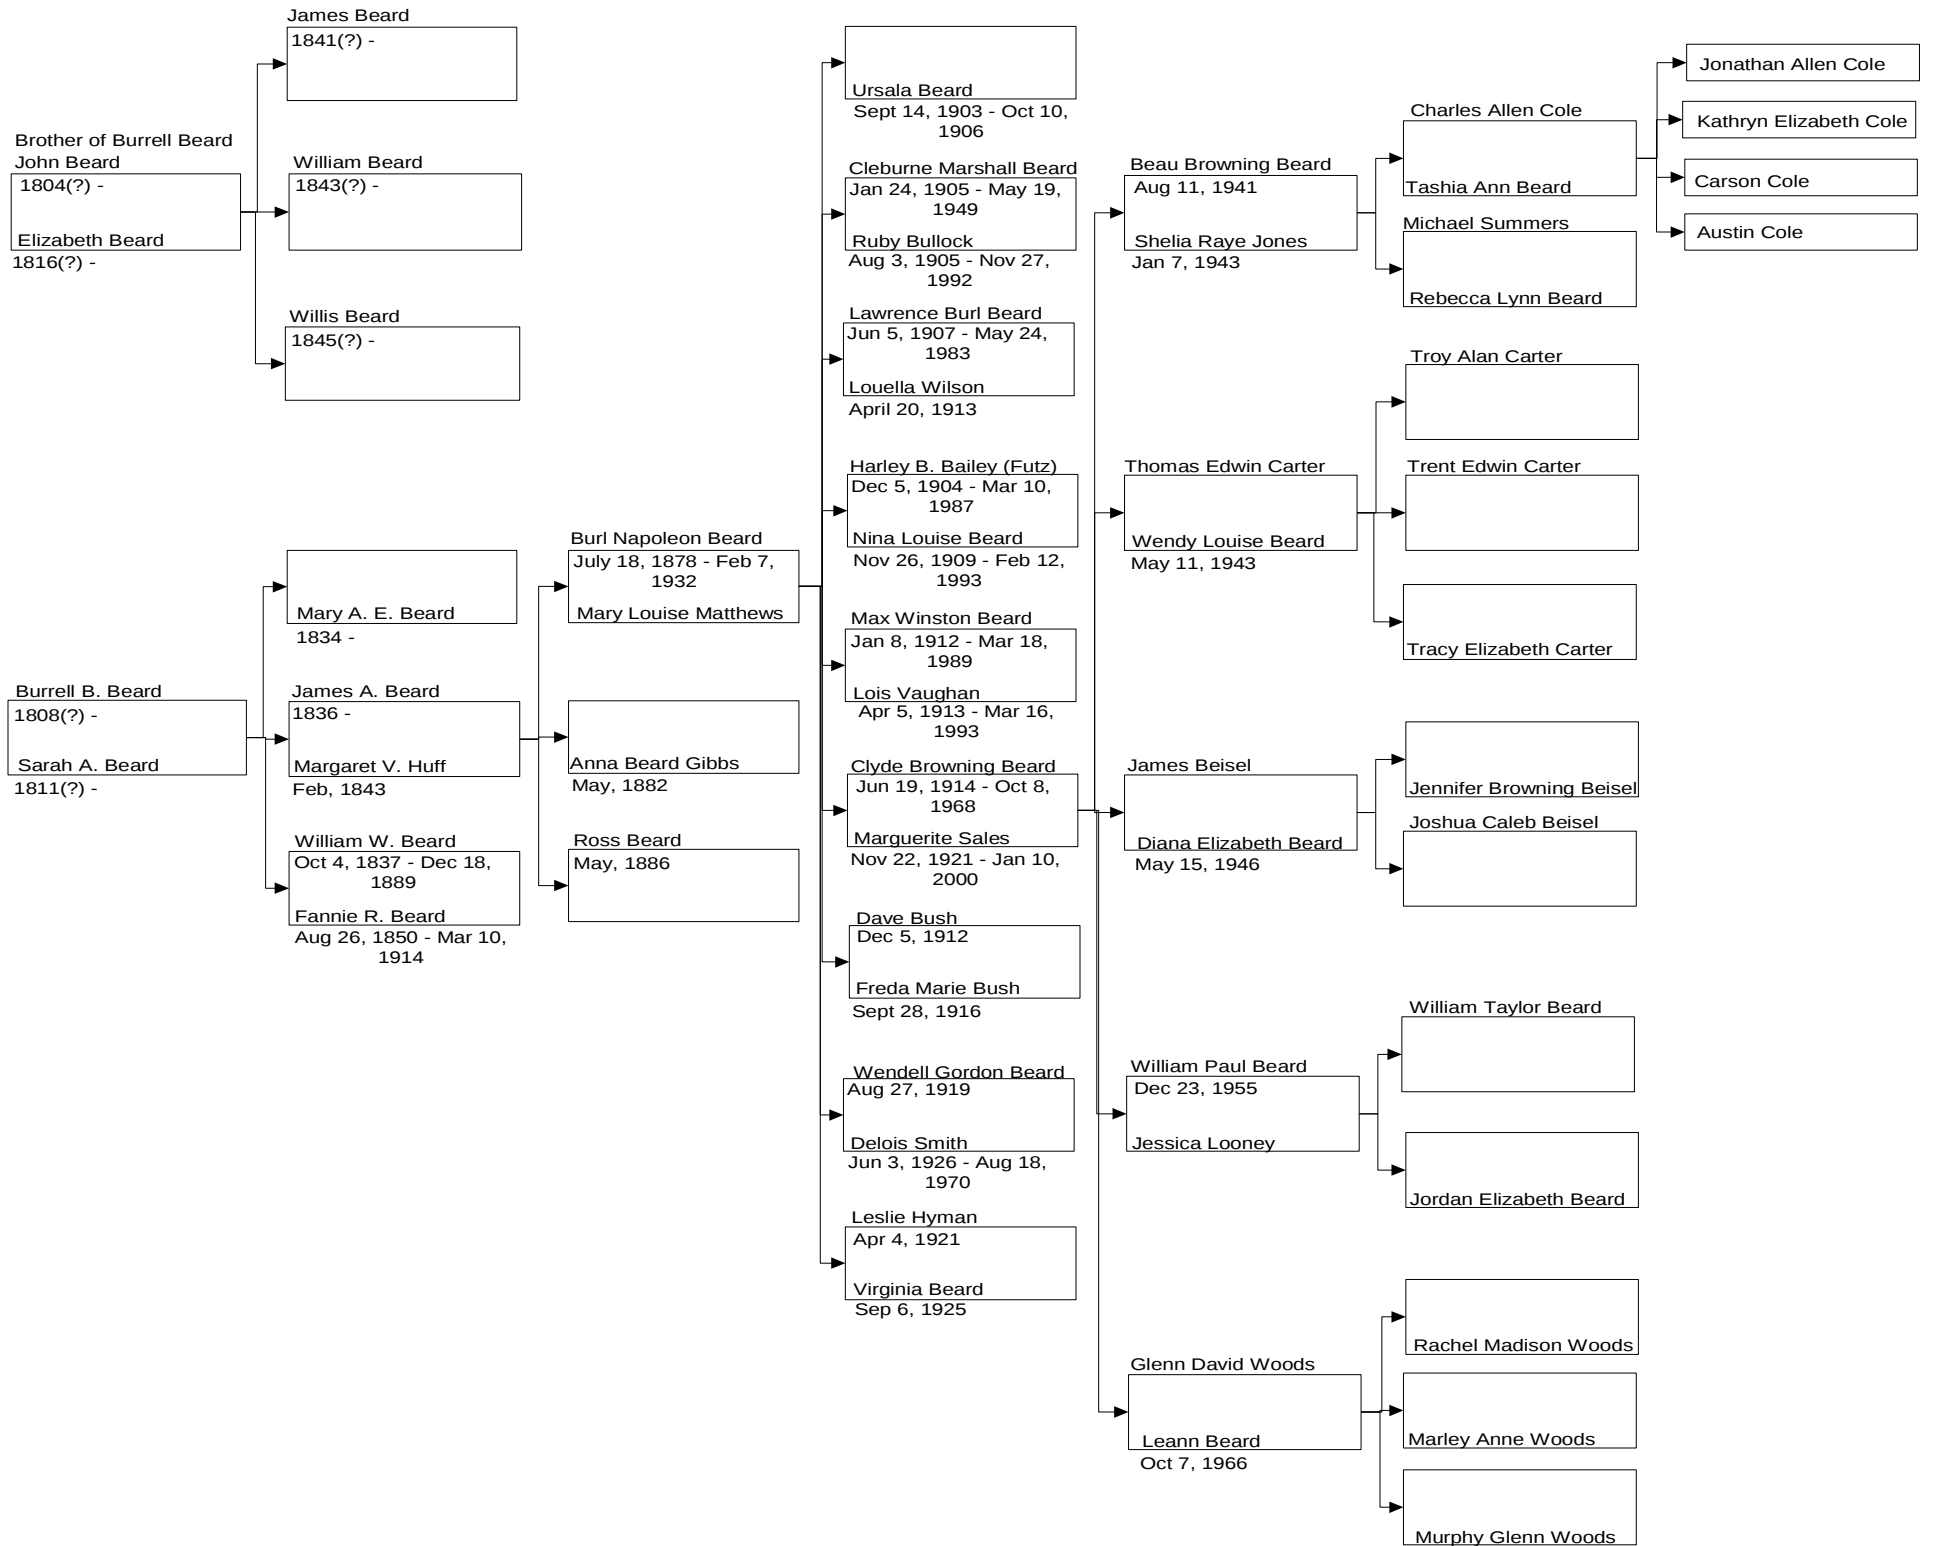 James Beard
1841(?) -
Brother of Burrell Beard
John Beard
1804(?) -
Elizabeth Beard
1816(?) -
William Beard
1843(?) -
Willis Beard
1845(?) -
Burrell B. Beard
1808(?) -
Sarah A. Beard
1811(?) -
Mary A. E. Beard
1834 -
James A. Beard
1836 -
Margaret V. Huff
Feb, 1843
William W. Beard
Oct 4, 1837 - Dec 18,
1889
Fannie R. Beard
Aug 26, 1850 - Mar 10,
1914
Burl Napoleon Beard
July 18, 1878 - Feb 7,
1932
Mary Louise Matthews
Anna Beard Gibbs
May, 1882
Ross Beard
May, 1886
Ursala Beard
Sept 14, 1903 - Oct 10,
1906
Cleburne Marshall Beard
Jan 24, 1905 - May 19,
1949
Ruby Bullock
Aug 3, 1905 - Nov 27,
1992
Lawrence Burl Beard
Jun 5, 1907 - May 24,
1983
Louella Wilson
April 20, 1913
Harley B. Bailey (Futz)
Dec 5, 1904 - Mar 10,
1987
Nina Louise Beard
Nov 26, 1909 - Feb 12,
1993
Max Winston Beard
Jan 8, 1912 - Mar 18,
1989
Lois Vaughan
Apr 5, 1913 - Mar 16,
1993
Clyde Browning Beard
Jun 19, 1914 - Oct 8,
1968
Marguerite Sales
Nov 22, 1921 - Jan 10,
2000
Dave Bush
Dec 5, 1912
Freda Marie Bush
Sept 28, 1916
Wendell Gordon Beard
Aug 27, 1919
Delois Smith
Jun 3, 1926 - Aug 18,
1970
Leslie Hyman
Apr 4, 1921
Virginia Beard
Sep 6, 1925
Beau Browning Beard
Aug 11, 1941
Shelia Raye Jones
Jan 7, 1943
Thomas Edwin Carter
Wendy Louise Beard
May 11, 1943
James Beisel
Diana Elizabeth Beard
May 15, 1946
William Paul Beard
Dec 23, 1955
Jessica Looney
Glenn David Woods
Leann Beard
Oct 7, 1966
Charles Allen Cole
Tashia Ann Beard
Michael Summers
Rebecca Lynn Beard
Troy Alan Carter
Trent Edwin Carter
Tracy Elizabeth Carter
Jennifer Browning Beisel
Joshua Caleb Beisel
William Taylor Beard
Jordan Elizabeth Beard
Rachel Madison Woods
Marley Anne Woods
Murphy Glenn Woods
Jonathan Allen Cole
Kathryn Elizabeth Cole
Carson Cole
Austin Cole